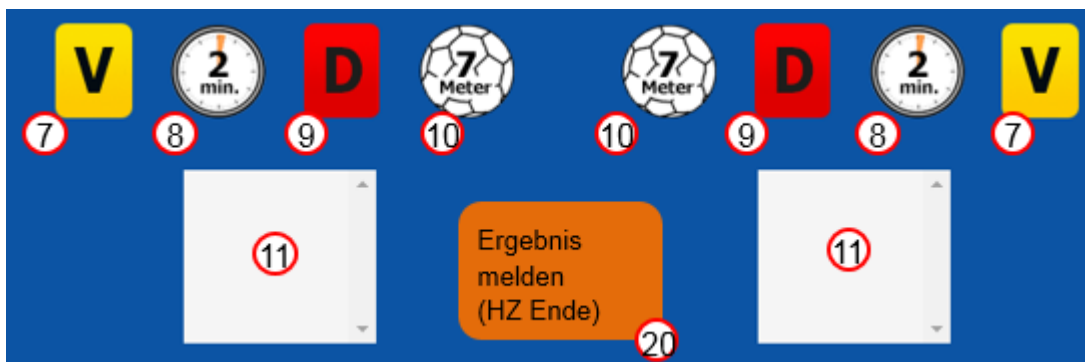 V 2 min. D 7 Meter 7 Meter D 2 min. V
7 8 9 10 10 9 8 7
11 Ergebnis 11
melden
(HZ Ende)
20